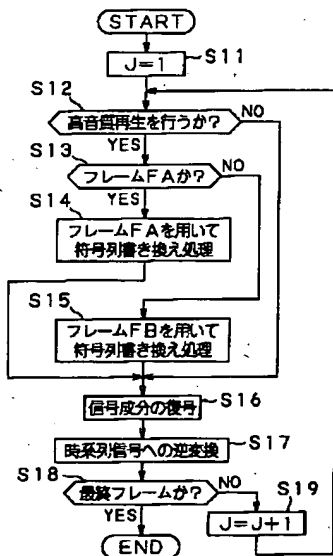 START
S11
J=1
S12
高音質再生を行うか?
NO
YES
S13
フレームFAか?
NO
YES
S14
フレームFAを用いて
符号列書き換え処理
S15
フレームFBを用いて
符号列書き換え処理
信号成分の復号
S16
時系列信号への逆変換
S17
S18
最終フレームか?
NO
S19
YES
J=J+1
END